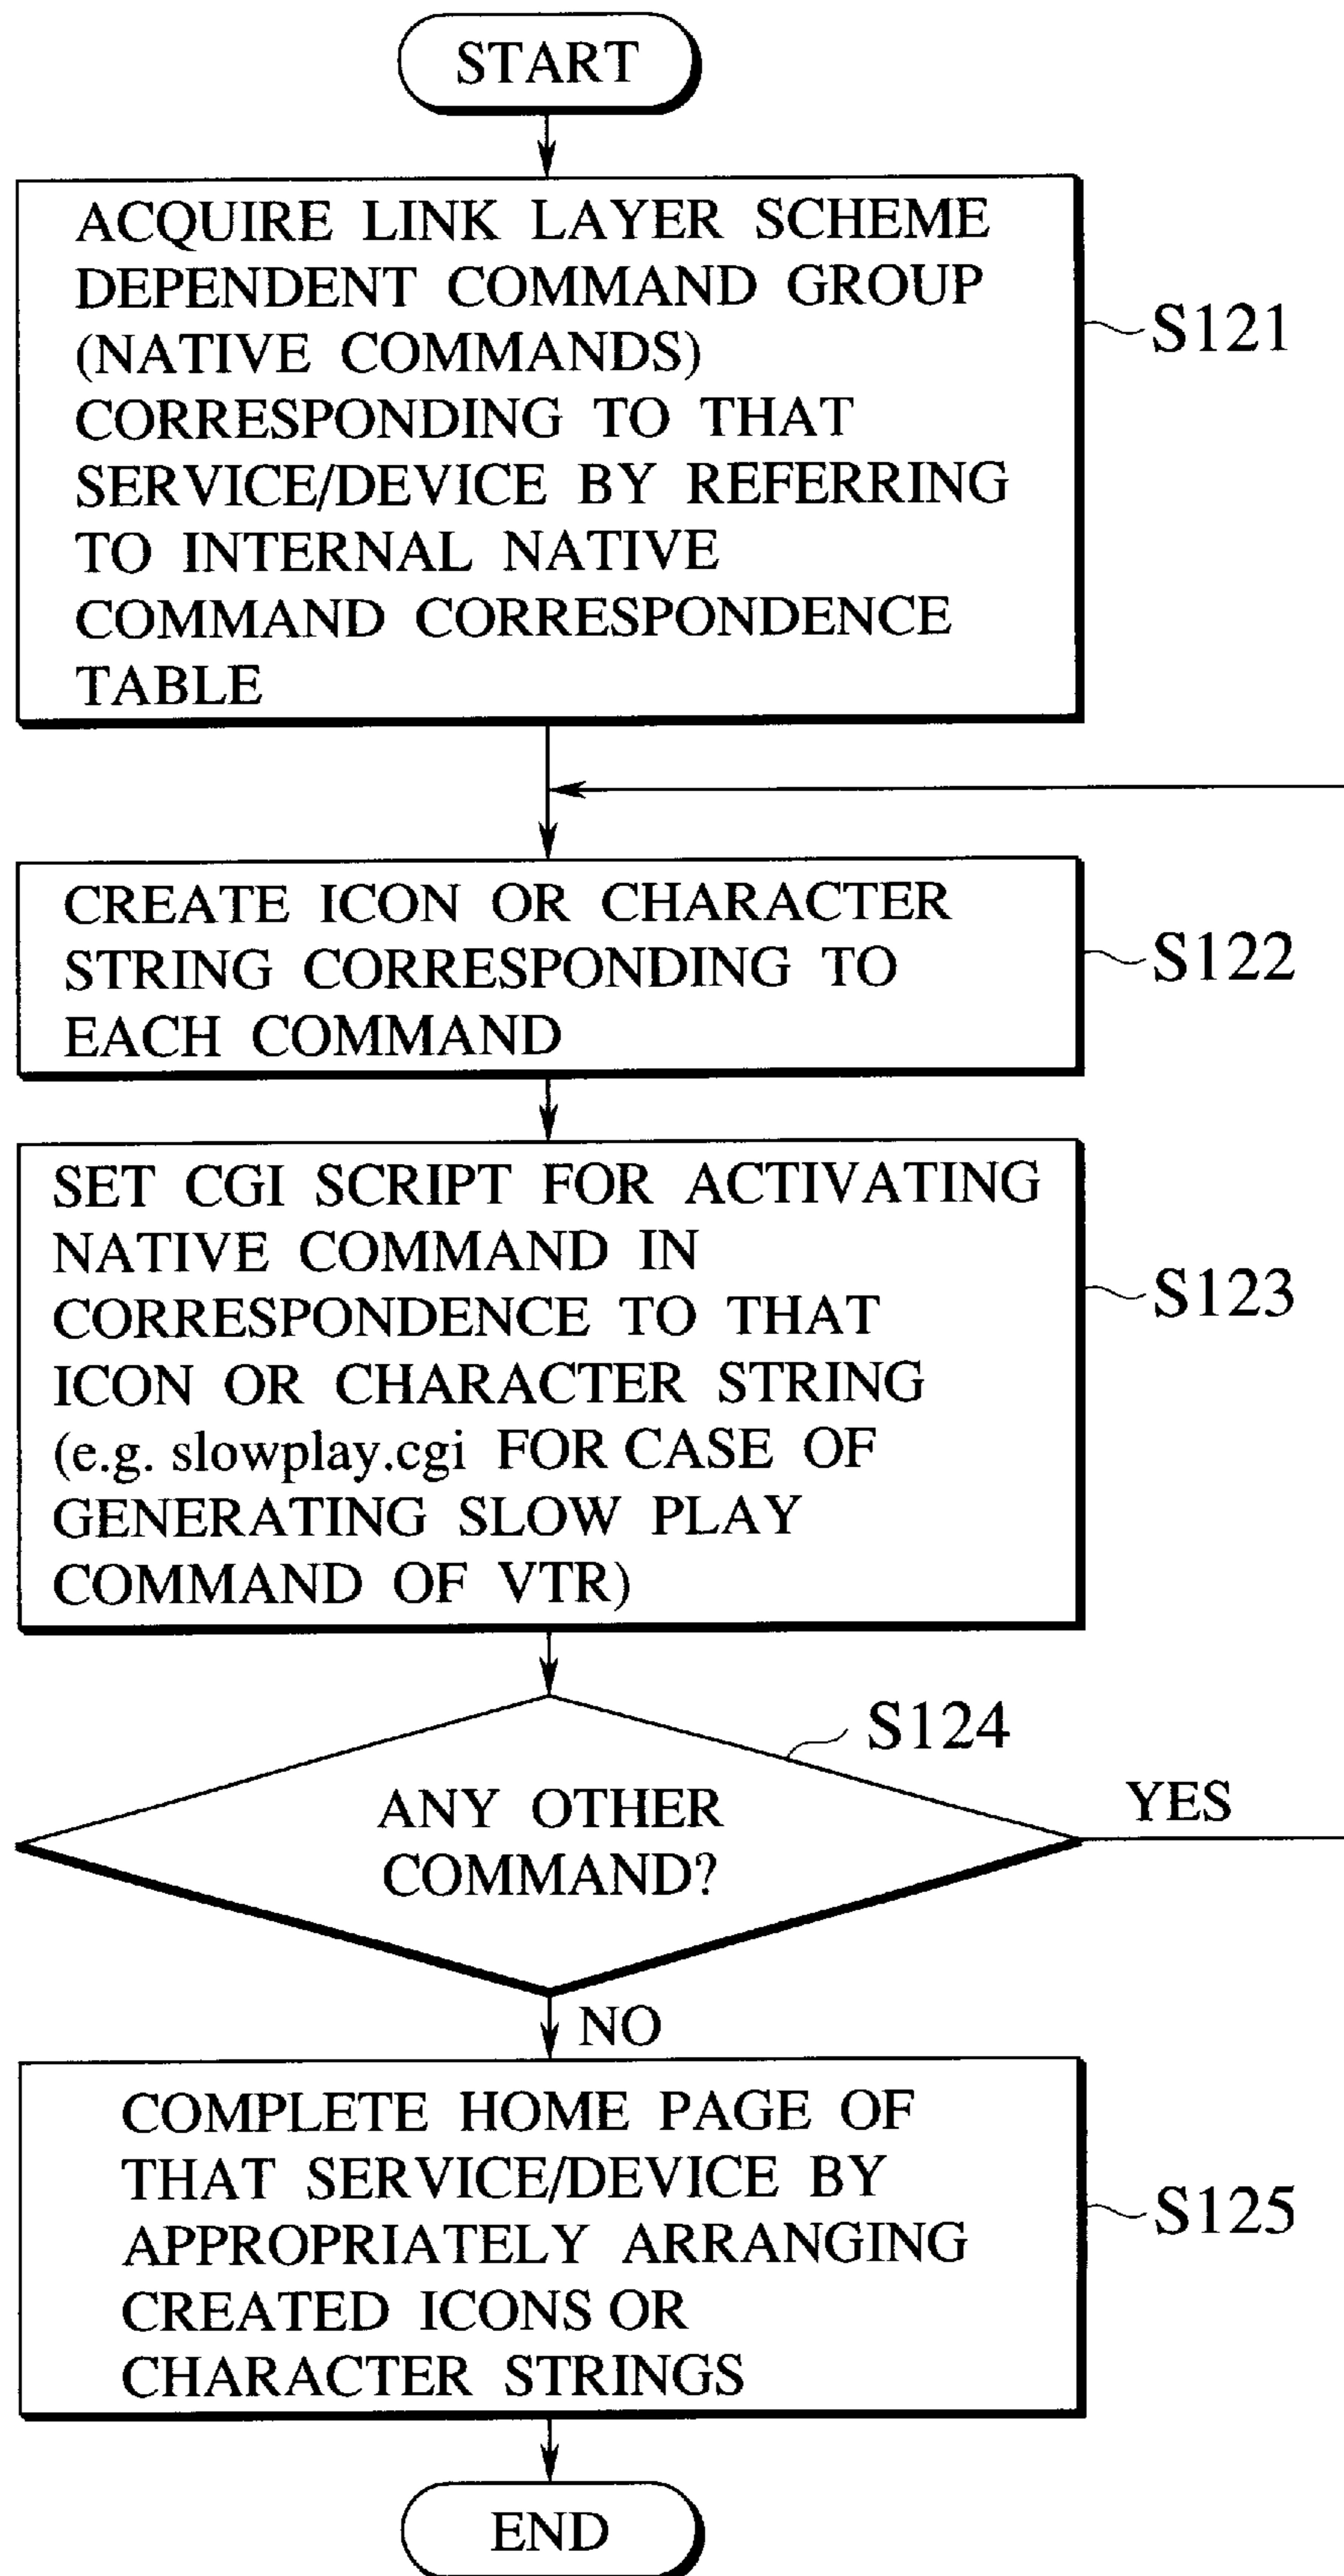 START
ACQUIRE LINK LAYER SCHEME
DEPENDENT COMMAND GROUP
(NATIVE COMMANDS)
CORRESPONDING TO THAT
SERVICE/DEVICE BY REFERRING
TO INTERNAL NATIVE
COMMAND CORRESPONDENCE
TABLE
S121
CREATE ICON OR CHARACTER
STRING CORRESPONDING TO
EACH COMMAND
S122
SET CGI SCRIPT FOR ACTIVATING
NATIVE COMMAND IN
CORRESPONDENCE TO THAT
ICON OR CHARACTER STRING
(e.g. slowplay.cgi FOR CASE OF
GENERATING SLOW PLAY
COMMAND OF VTR)
S123
S124
ANY OTHER
COMMAND?
YES
NO
COMPLETE HOME PAGE OF
THAT SERVICE/DEVICE BY
APPROPRIATELY ARRANGING
CREATED ICONS OR
CHARACTER STRINGS
S125
END